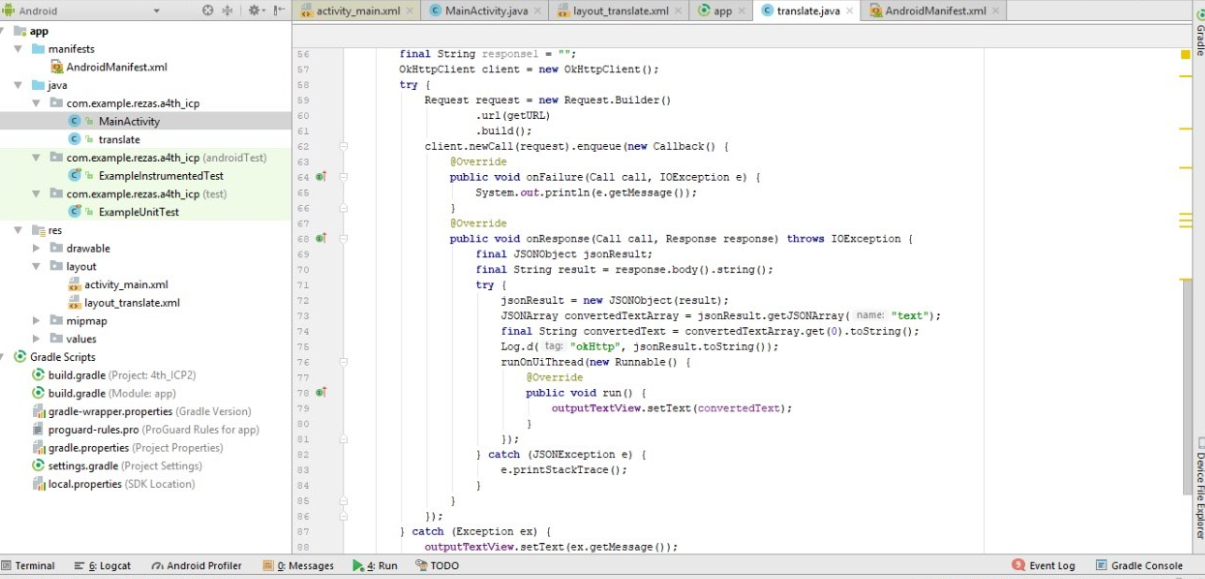 Android
activity_main.xml
MainActivity.java
layout_translate.xml
app
translate.java
AndroidManifest.xml
app
manifests
AndroidManifest.xml
java
com.example.rezas.a4th_icp
MainActivity
translate
com.example.rezas.a4th_icp (androidTest)
ExampleInstrumentedTest
com.example.rezas.a4th_icp (test)
ExampleUnitTest
res
drawable
layout
activity_main.xml
layout_translate.xml
mipmap
values
Gradle Scripts
build.gradle (Project: 4th_ICP2)
build.gradle (Module: app)
gradle-wrapper.properties (Gradle Version)
proguard-rules.pro (ProGuard Rules for app)
gradle.properties (Project Properties)
settings.gradle (Project Settings)
local.properties (SDK Location)
56 final String response1 = "";
57 OkHttpClient client = new OkHttpClient();
58 try {
59 Request request = new Request.Builder()
60 .url(getURL)
61 .build();
62 client.newCall(request).enqueue(new Callback() {
63 @Override
64 public void onFailure(Call call, IOException e) {
65 System.out.println(e.getMessage());
66 }
67 @Override
68 public void onResponse(Call call, Response response) throws IOException {
69 final JSONObject jsonResult;
70 final String result = response.body().string();
71 try {
72 jsonResult = new JSONObject(result);
73 JSONArray convertedTextArray = jsonResult.getJSONArray( name: "text");
74 final String convertedText = convertedTextArray.get(0).toString();
75 Log.d( tag: "okHttp", jsonResult.toString());
76 runOnUiThread(new Runnable() {
77 @Override
78 public void run() {
79 outputTextView.setText(convertedText);
80 }
81 });
82 } catch (JSONException e) {
83 e.printStackTrace();
84 }
85 }
86 });
87 } catch (Exception ex) {
88 outputTextView.setText(ex.getMessage());
Gradle
Device File Explorer
Terminal
6: Logcat
Android Profiler
0: Messages
4: Run
TODO
Event Log
Gradle Console